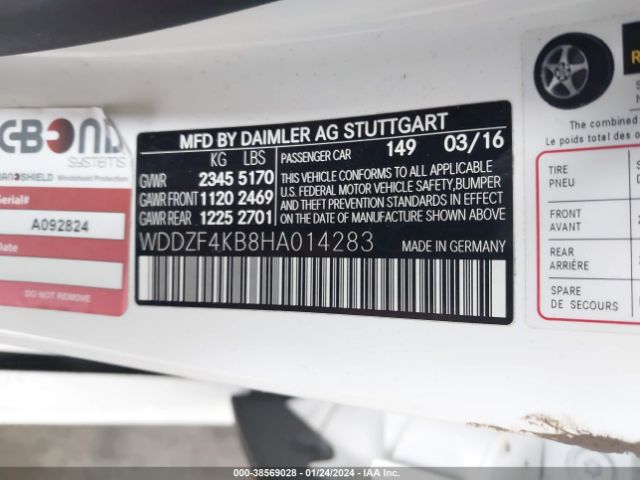 C-BOND
SYSTEMS
Windshield Protection
Serial#
A092824
Date:
DO NOT REMOVE
MFD BY DAIMLER AG STUTTGART
KG LBS
PASSENGER CAR 149 03/16
GVWR 2345 5170
GAWR FRONT 1120 2469
GAWR REAR 1225 2701
THIS VEHICLE CONFORMS TO ALL APPLICABLE
U.S. FEDERAL MOTOR VEHICLE SAFETY, BUMPER
AND THEFT PREVENTION STANDARDS IN
EFFECT ON THE DATE OF
MANUFACTURE SHOWN ABOVE.
WDDZF4KB8HA014283
MADE IN GERMANY
The combined
Le poids total des o
TIRE
PNEU
FRONT
AVANT
REAR
ARRIÈRE
SPARE
DE SECOURS
000-38569028 - 01/24/2024 - IAA Inc.